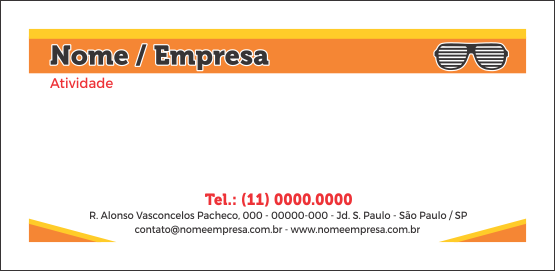 Nome / Empresa
Atividade
Tel.: (11) 0000.0000
R. Alonso Vasconcelos Pacheco, 000 - 00000-000 - Jd. S. Paulo - São Paulo / SP
contato@nomeempresa.com.br - www.nomeempresa.com.br